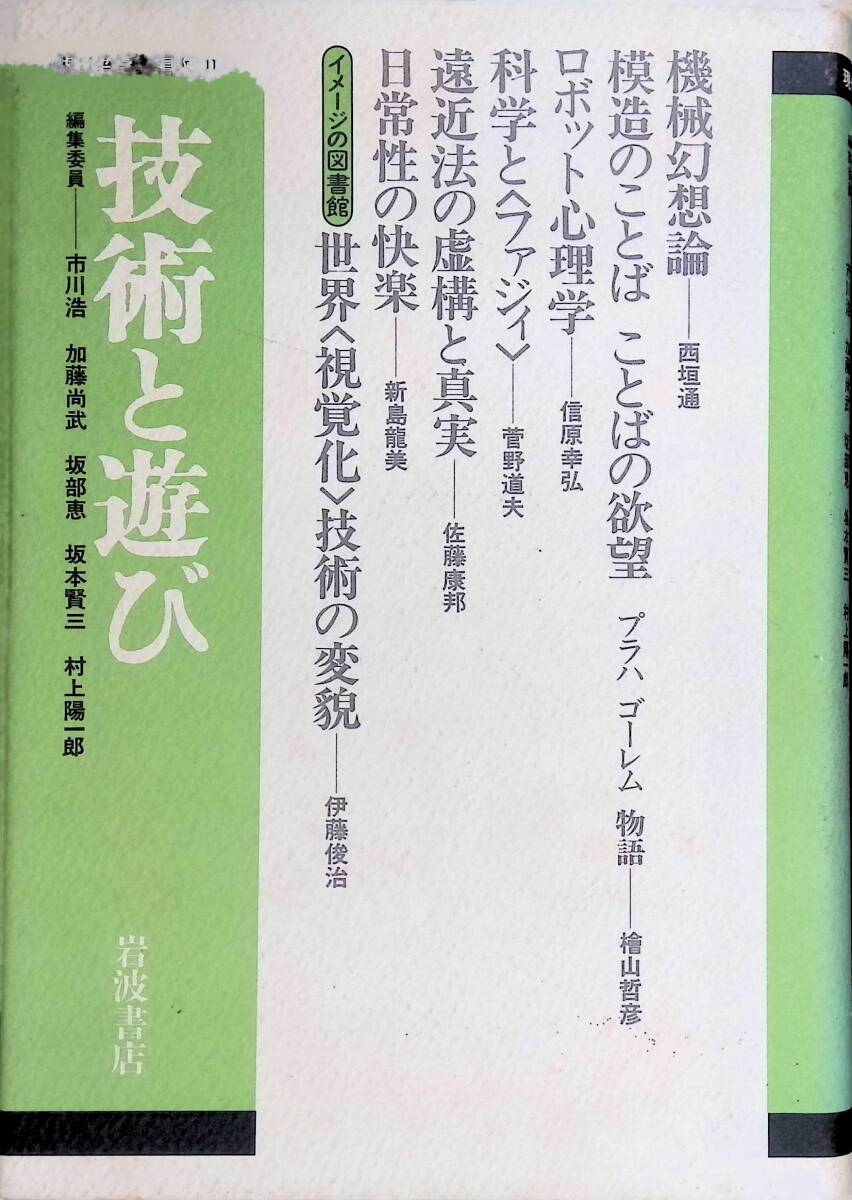 機械幻想論——西垣通
模造のことば ことばの欲望 プラハ ゴーレム 物語——檜山哲彦
ロボット心理学——信原幸弘
科学と〈ファジィ〉——菅野道夫
遠近法の虚構と真実——佐藤康邦
日常性の快楽——新島龍美
イメージの図書館 世界〈視覚化〉技術の変貌——伊藤俊治
技術と遊び
編集委員——市川浩 加藤尚武 坂部恵 坂本賢三 村上陽一郎
岩波書店